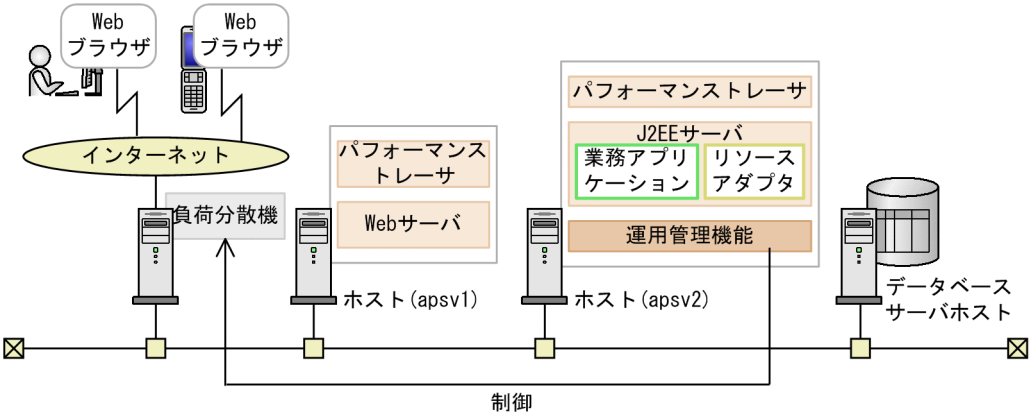 Web
ブラウザ
Web
ブラウザ
インターネット
負荷分散機
パフォーマンス
トレーサ
Webサーバ
ホスト(apsv1)
パフォーマンストレーサ
J2EEサーバ
業務アプリ
ケーション
リソース
アダプタ
運用管理機能
ホスト(apsv2)
データベース
サーバホスト
制御